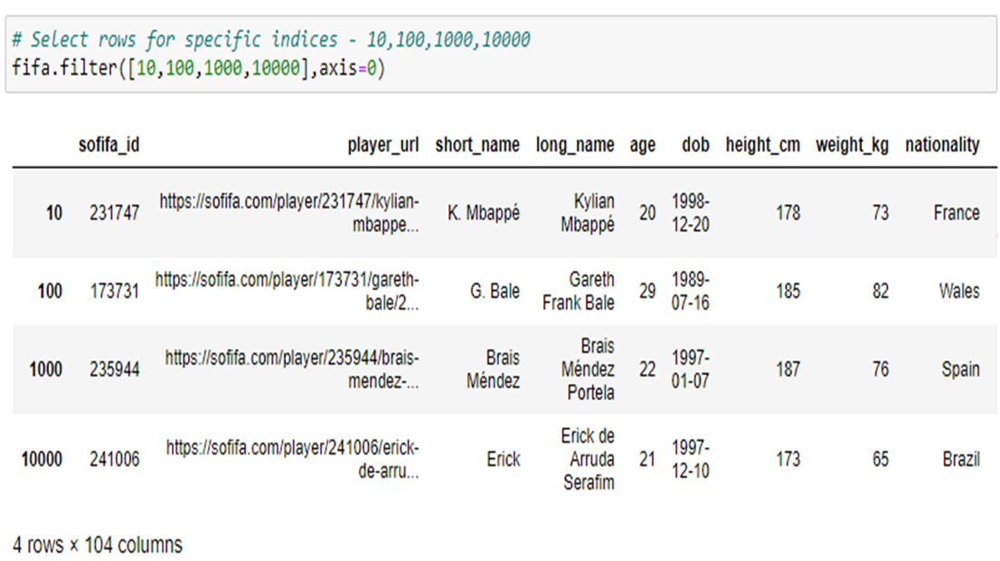 # Select rows for specific indices - 10,100,1000,10000
fifa.filter([10,100,1000,10000],axis=0)
sofifa_id player_url short_name long_name age dob height_cm weight_kg nationality
10 231747 https://sofifa.com/player/231747/kylian-mbappe... K. Mbappé Kylian Mbappé 20 1998-12-20 178 73 France
100 173731 https://sofifa.com/player/173731/gareth-bale/2... G. Bale Gareth Frank Bale 29 1989-07-16 185 82 Wales
1000 235944 https://sofifa.com/player/235944/brais-mendez-... Brais Méndez Brais Méndez Portela 22 1997-01-07 187 76 Spain
10000 241006 https://sofifa.com/player/241006/erick-de-arru... Erick Erick de Arruda Serafim 21 1997-12-10 173 65 Brazil
4 rows × 104 columns